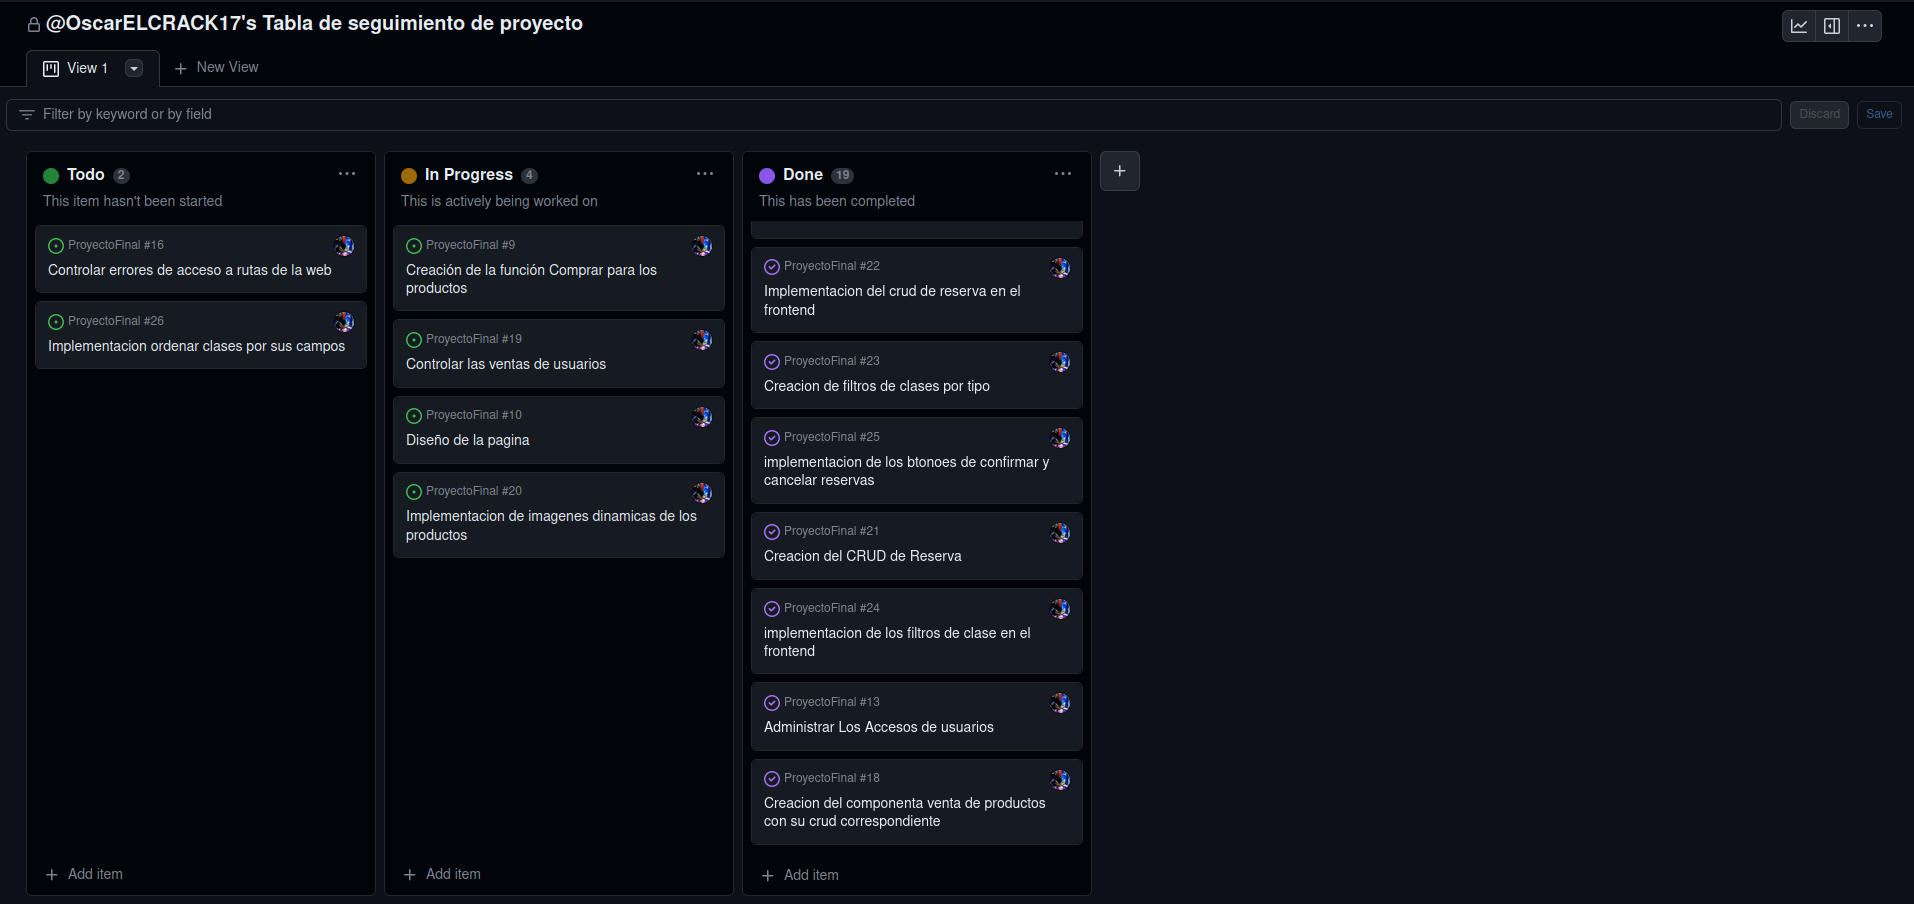 @OscarELCRACK17's Tabla de seguimiento de proyecto
View 1
New View
Filter by keyword or by field
Discard
Save
Todo 2
This item hasn't been started
ProyectoFinal #16
Controlar errores de acceso a rutas de la web
ProyectoFinal #26
Implementacion ordenar clases por sus campos
Add item
In Progress 4
This is actively being worked on
ProyectoFinal #9
Creación de la función Comprar para los
productos
ProyectoFinal #19
Controlar las ventas de usuarios
ProyectoFinal #10
Diseño de la pagina
ProyectoFinal #20
Implementacion de imagenes dinamicas de los
productos
Add item
Done 19
This has been completed
ProyectoFinal #22
Implementacion del crud de reserva en el
frontend
ProyectoFinal #23
Creacion de filtros de clases por tipo
ProyectoFinal #25
implementacion de los btonoes de confirmar y
cancelar reservas
ProyectoFinal #21
Creacion del CRUD de Reserva
ProyectoFinal #24
implementacion de los filtros de clase en el
frontend
ProyectoFinal #13
Administrar Los Accesos de usuarios
ProyectoFinal #18
Creacion del componenta venta de productos
con su crud correspondiente
Add item